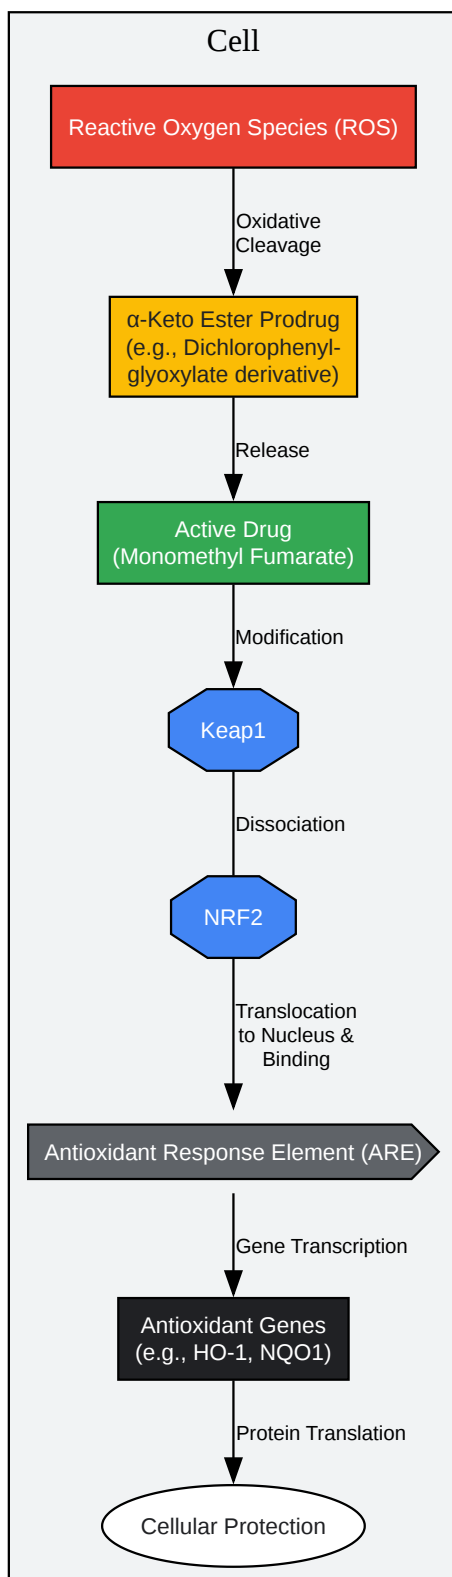 Cell
Reactive Oxygen Species (ROS)
Oxidative
Cleavage
α-Keto Ester Prodrug
(e.g., Dichlorophenyl-
glyoxylate derivative)
Release
Active Drug
(Monomethyl Fumarate)
Modification
Keap1
Dissociation
NRF2
Translocation
to Nucleus &
Binding
Antioxidant Response Element (ARE)
Gene Transcription
Antioxidant Genes
(e.g., HO-1, NQO1)
Protein Translation
Cellular Protection